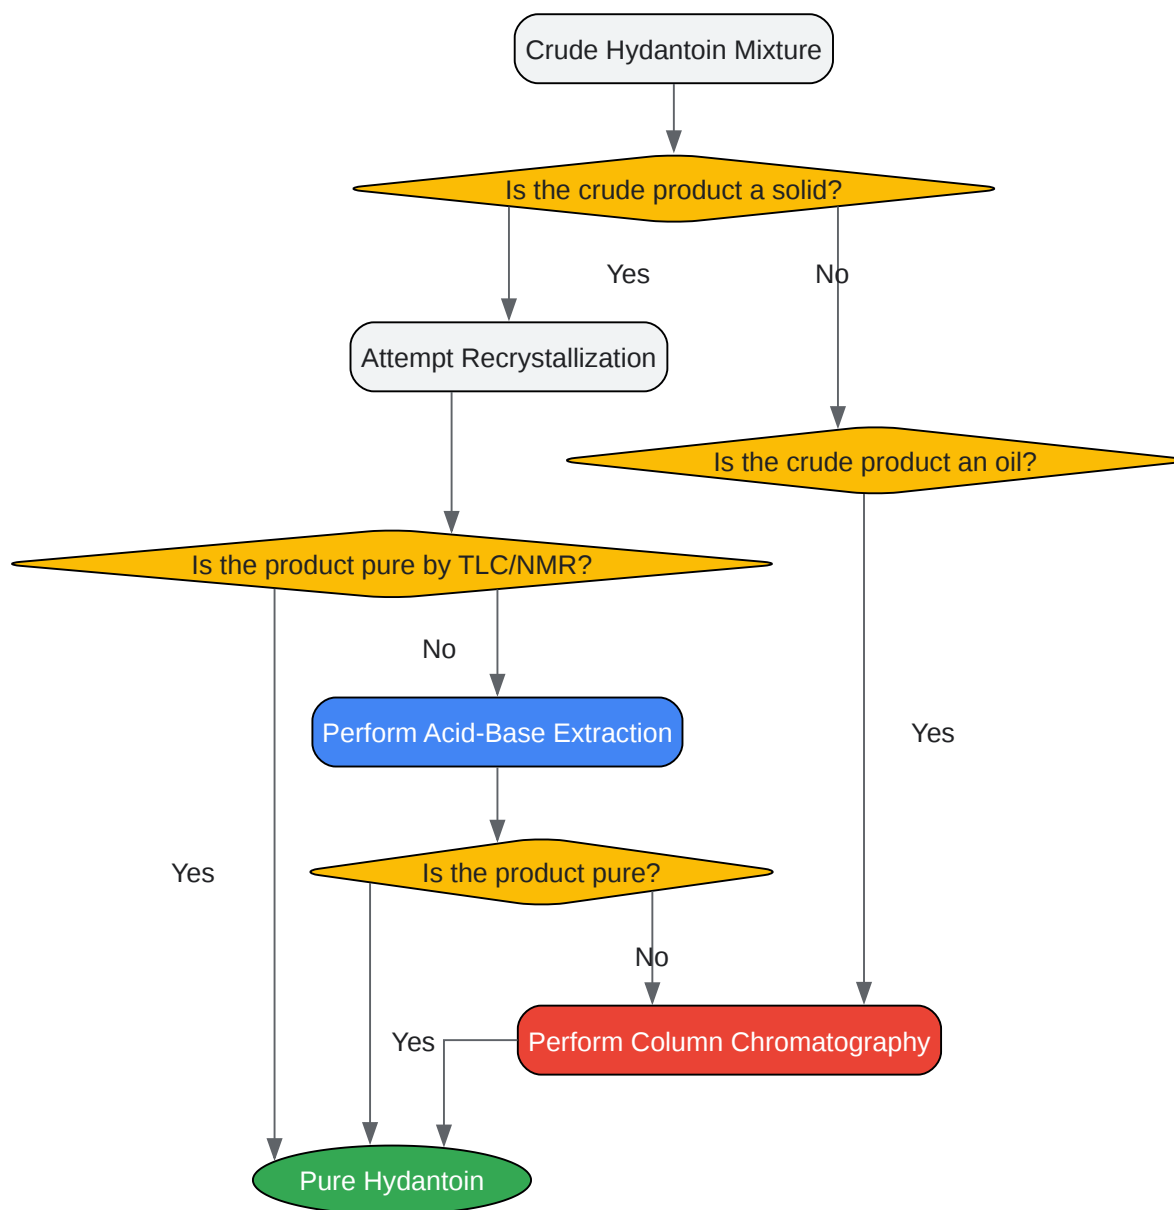 Crude Hydantoin Mixture
Is the crude product a solid?
Yes
No
Attempt Recrystallization
Is the crude product an oil?
Is the product pure by TLC/NMR?
No
Perform Acid-Base Extraction
Yes
Yes
Is the product pure?
No
Yes
Perform Column Chromatography
Pure Hydantoin